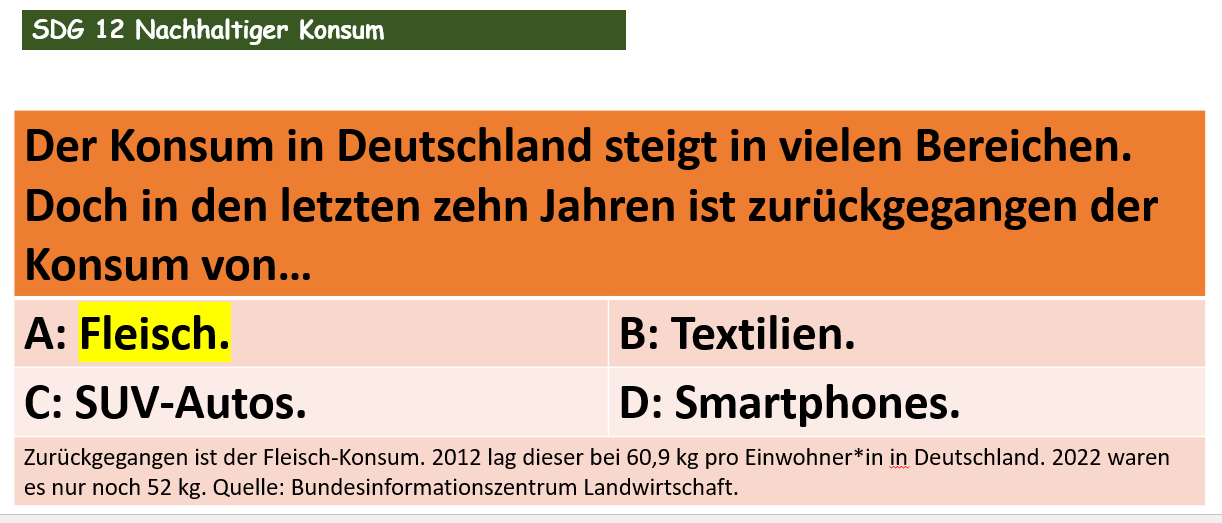 SDG 12 Nachhaltiger Konsum
Der Konsum in Deutschland steigt in vielen Bereichen.
Doch in den letzten zehn Jahren ist zurückgegangen der
Konsum von…
A: Fleisch.
B: Textilien.
C: SUV-Autos.
D: Smartphones.
Zurückgegangen ist der Fleisch-Konsum. 2012 lag dieser bei 60,9 kg pro Einwohner*in in Deutschland. 2022 waren
es nur noch 52 kg. Quelle: Bundesinformationszentrum Landwirtschaft.